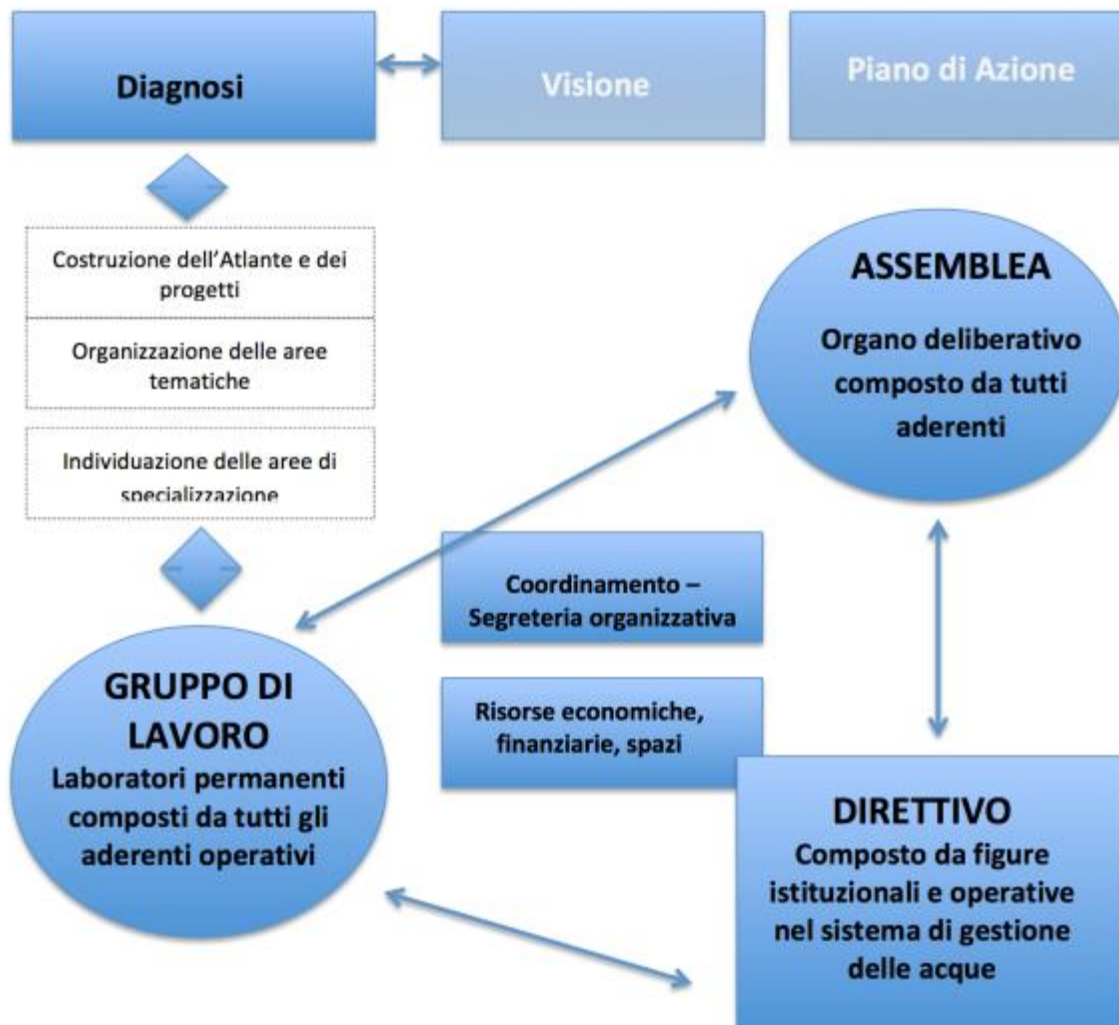 Diagnosi
Visione
Piano di Azione
Costruzione dell'Atlante e dei
progetti
Organizzazione delle aree
tematiche
Individuazione delle aree di
specializzazione
ASSEMBLEA
Organo deliberativo
composto da tutti
aderenti
Coordinamento –
Segreteria organizzativa
Risorse economiche,
finanziarie, spazi
GRUPPO DI
LAVORO
Laboratori permanenti
composti da tutti gli
aderenti operativi
DIRETTIVO
Composto da figure
istituzionali e operative
nel sistema di gestione
delle acque